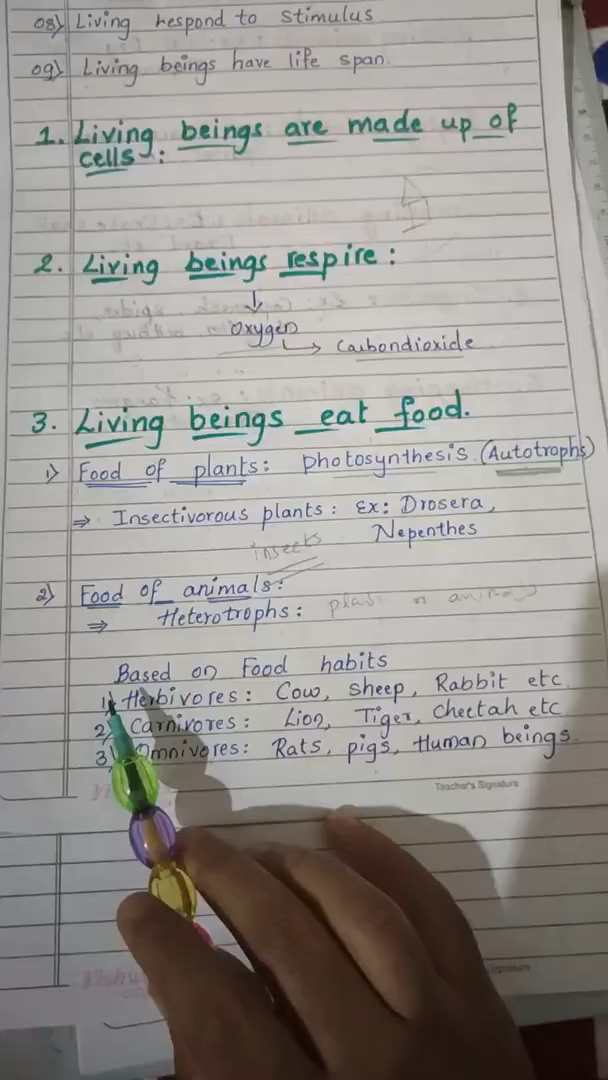 08) Living respond to stimulus
09) Living beings have life span.
1. Living beings are made up of
cells-:
2. Living beings respire:
↓
Oxygen
↳ Carbondioxide
3. Living beings eat food.
1) Food of plants: photosynthesis (Autotrophs)
⇒ Insectivorous plants: Ex: Drosera,
Nepenthes
insects
2) Food of animals:
⇒ Heterotrophs:
Based on Food habits
1) Herbivores: Cow, sheep, Rabbit etc.
2) Carnivores: Lion, Tiger, Cheetah etc
3) Omnivores: Rats, pigs, Human beings.
Teacher's Signature
Signature